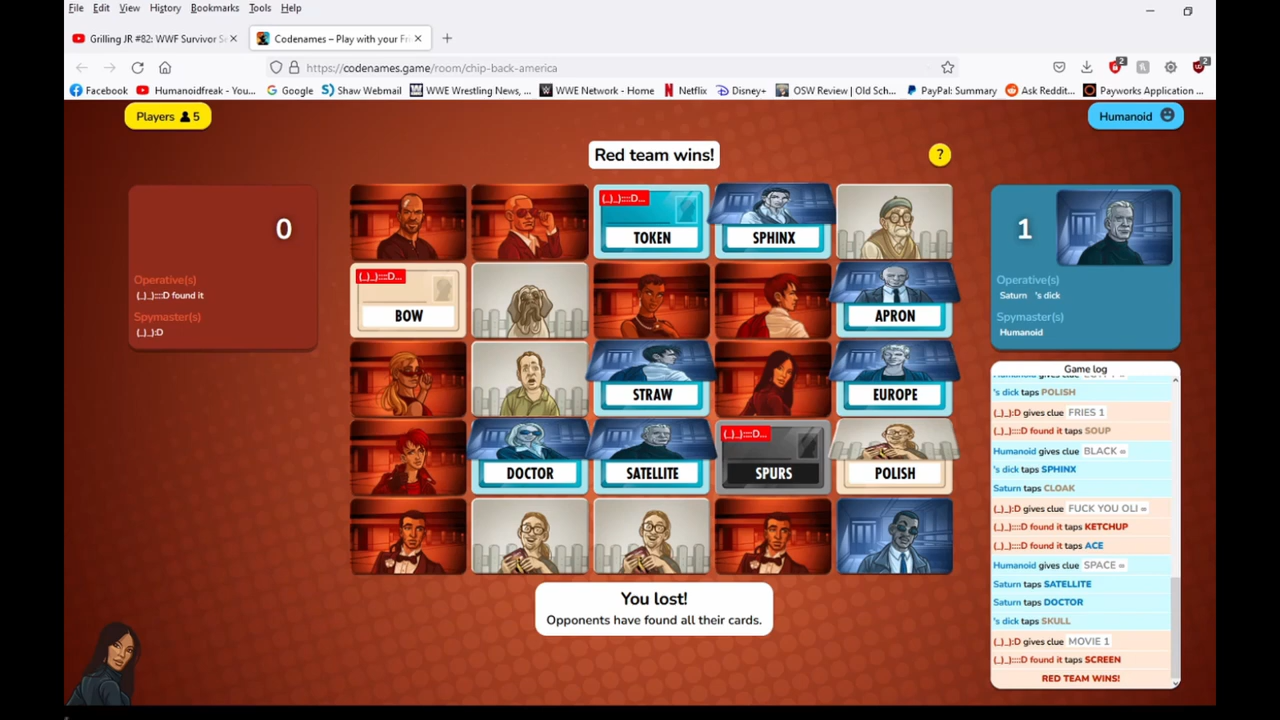 File Edit View History Bookmarks Tools Help
Grilling JR #82: WWF Survivor Se
Codenames – Play with your Fri
https://codenames.game/room/chip-back-america
2
2
Facebook Humanoidfreak - You... Google Shaw Webmail WWE Wrestling News, ... WWE Network - Home Netflix Disney+ OSW Review | Old Sch... PayPal: Summary Ask Reddit... Payworks Application ...
Players 5
Humanoid
Red team wins!
?
0
Operative(s)
(_)_):::D found it
Spymaster(s)
(_)_):D
(_)_)::::D...
TOKEN
SPHINX
(_)_)::::D...
BOW
APRON
STRAW
EUROPE
DOCTOR
SATELLITE
(_)_)::::D...
SPURS
POLISH
1
Operative(s)
Saturn 's dick
Spymaster(s)
Humanoid
You lost!
Opponents have found all their cards.
Game log
's dick taps POLISH
(_)_):D gives clue FRIES 1
(_)_)::::D found it taps SOUP
Humanoid gives clue BLACK ∞
's dick taps SPHINX
Saturn taps CLOAK
(_)_):D gives clue FUCK YOU OLI ∞
(_)_)::::D found it taps KETCHUP
(_)_)::::D found it taps ACE
Humanoid gives clue SPACE ∞
Saturn taps SATELLITE
Saturn taps DOCTOR
's dick taps SKULL
(_)_):D gives clue MOVIE 1
(_)_)::::D found it taps SCREEN
RED TEAM WINS!